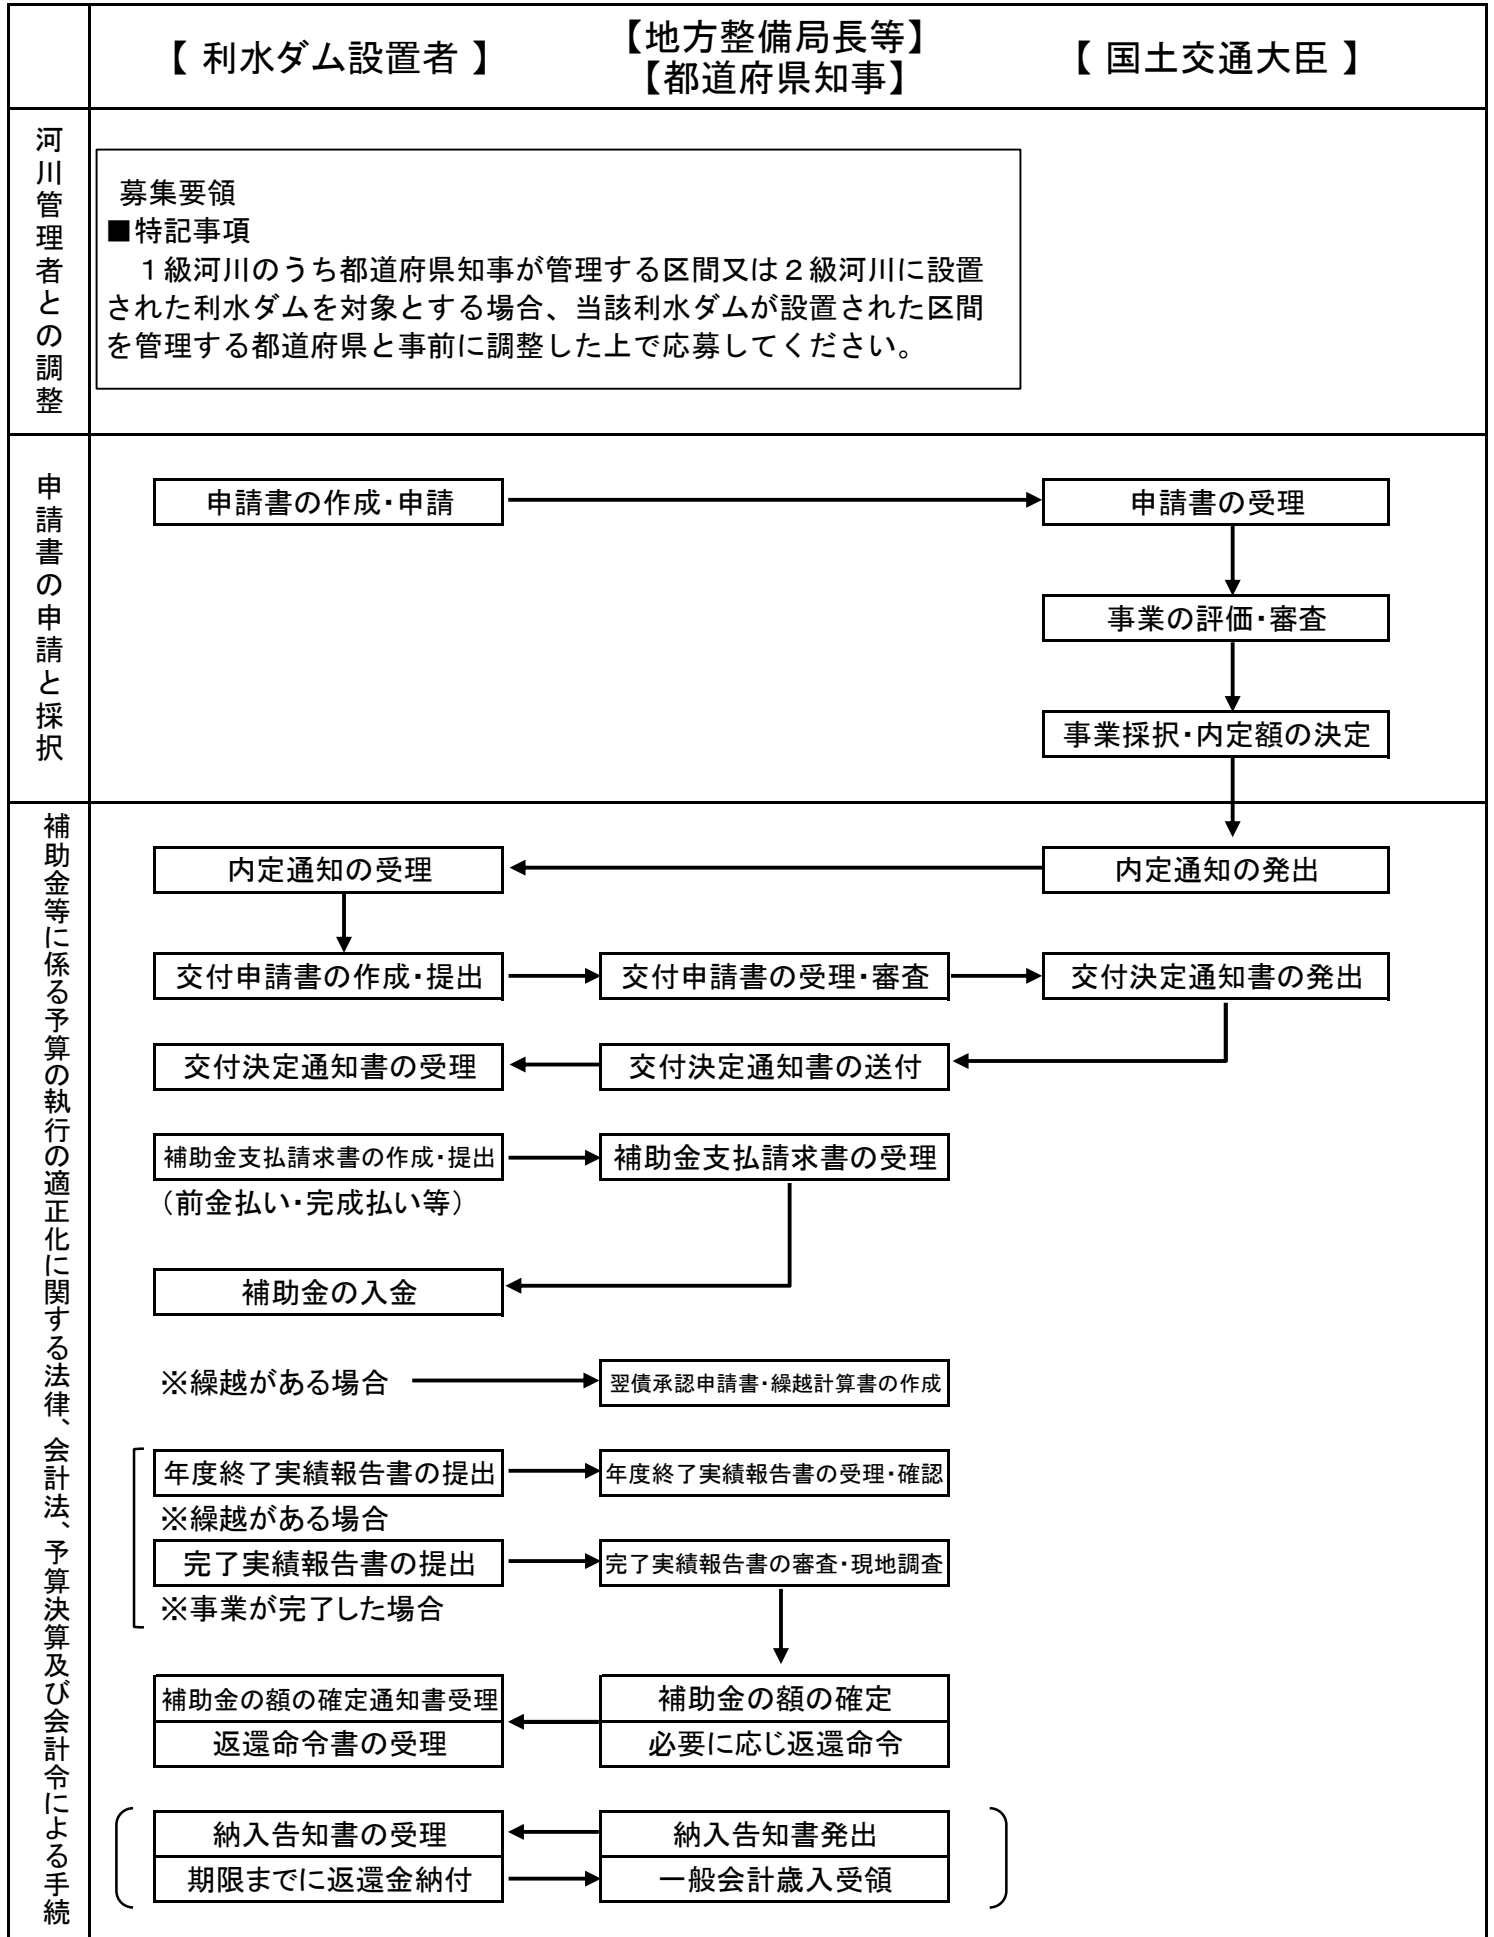 【 利水ダム設置者 】
【地方整備局長等】
【都道府県知事】
【 国土交通大臣 】
河川管理者との調整
募集要領
■特記事項
　１級河川のうち都道府県知事が管理する区間又は２級河川に設置
された利水ダムを対象とする場合、当該利水ダムが設置された区間
を管理する都道府県と事前に調整した上で応募してください。
申請書の申請と採択
申請書の作成・申請
申請書の受理
事業の評価・審査
事業採択・内定額の決定
補助金等に係る予算の執行の適正化に関する法律、会計法、予算決算及び会計令による手続
内定通知の受理
内定通知の発出
交付申請書の作成・提出
交付申請書の受理・審査
交付決定通知書の発出
交付決定通知書の受理
交付決定通知書の送付
補助金支払請求書の作成・提出
補助金支払請求書の受理
（前金払い・完成払い等）
補助金の入金
※繰越がある場合
翌債承認申請書・繰越計算書の作成
年度終了実績報告書の提出
年度終了実績報告書の受理・確認
※繰越がある場合
完了実績報告書の提出
完了実績報告書の審査・現地調査
※事業が完了した場合
補助金の額の確定通知書受理
補助金の額の確定
返還命令書の受理
必要に応じ返還命令
納入告知書の受理
納入告知書発出
期限までに返還金納付
一般会計歳入受領